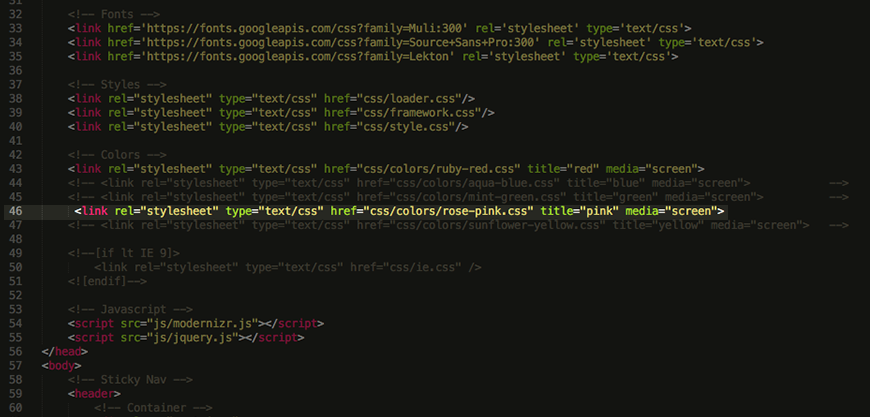 31
32 <!-- Fonts -->
33 <link href='https://fonts.googleapis.com/css?family=Muli:300' rel='stylesheet' type='text/css'>
34 <link href='https://fonts.googleapis.com/css?family=Source+Sans+Pro:300' rel='stylesheet' type='text/css'>
35 <link href='https://fonts.googleapis.com/css?family=Lekton' rel='stylesheet' type='text/css'>
36
37 <!-- Styles -->
38 <link rel="stylesheet" type="text/css" href="css/loader.css"/>
39 <link rel="stylesheet" type="text/css" href="css/framework.css"/>
40 <link rel="stylesheet" type="text/css" href="css/style.css"/>
41
42 <!-- Colors -->
43 <link rel="stylesheet" type="text/css" href="css/colors/ruby-red.css" title="red" media="screen">
44 <!-- <link rel="stylesheet" type="text/css" href="css/colors/aqua-blue.css" title="blue" media="screen"> -->
45 <!-- <link rel="stylesheet" type="text/css" href="css/colors/mint-green.css" title="green" media="screen"> -->
46 <link rel="stylesheet" type="text/css" href="css/colors/rose-pink.css" title="pink" media="screen">
47 <!-- <link rel="stylesheet" type="text/css" href="css/colors/sunflower-yellow.css" title="yellow" media="screen"> -->
48
49 <!--[if lt IE 9]>
50 <link rel="stylesheet" type="text/css" href="css/ie.css" />
51 <![endif]-->
52
53 <!-- Javascript -->
54 <script src="js/modernizr.js"></script>
55 <script src="js/jquery.js"></script>
56 </head>
57 <body>
58 <!-- Sticky Nav -->
59 <header>
60 <!-- Container -->